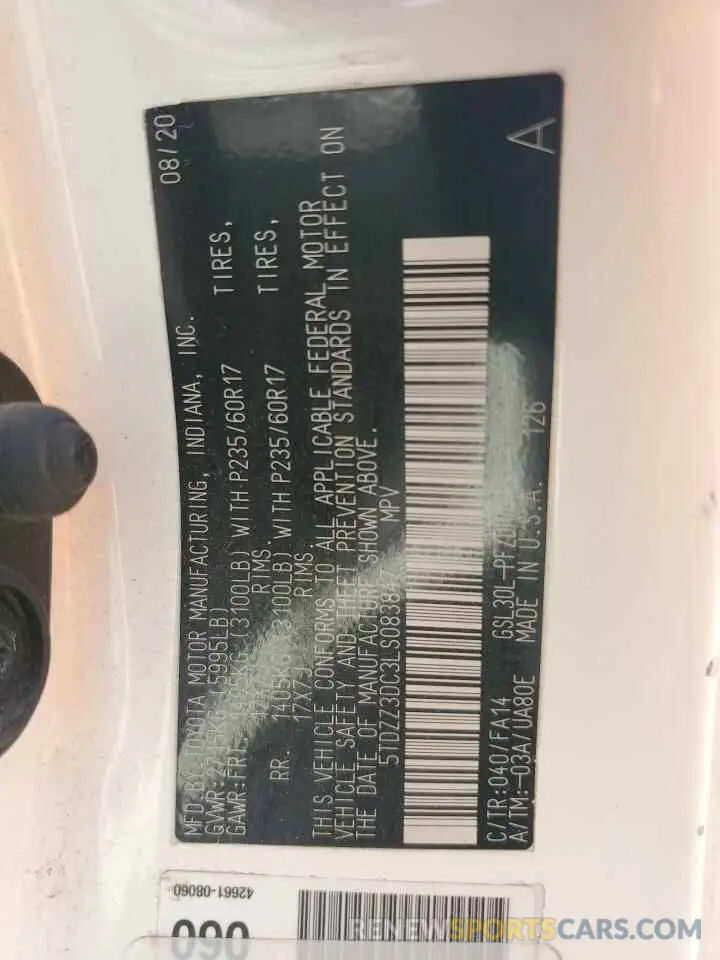 MFD.BY: TOYOTA MOTOR MANUFACTURING, INDIANA, INC. 08/20
(5995LB)
GAWR:FRT. 1405KG (3100LB) WITH P235/60R17 TIRES,
RIMS.
RR. 1405KG (3100LB) WITH P235/60R17 TIRES,
17X7J RIMS.
THIS VEHICLE CONFORMS TO ALL APPLICABLE FEDERAL MOTOR
VEHICLE SAFETY AND THEFT PREVENTION STANDARDS IN EFFECT ON
THE DATE OF MANUFACTURE SHOWN ABOVE.
MPV
C/TR:040/FA14
A/TM:-03A/UA80E MADE IN U.S.A. 126
A
42661-08060
060
RENEWSPORTSCARS.COM